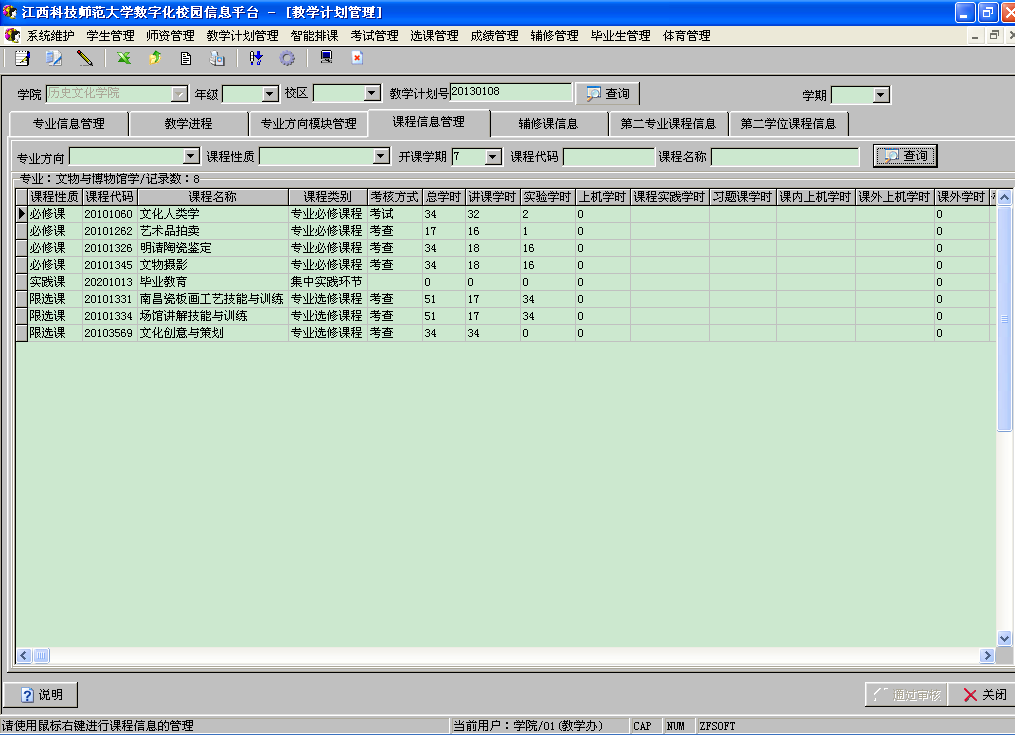 江西科技师范大学数字化校园信息平台 - [教学计划管理]
系统维护 学生管理 师资管理 教学计划管理 智能排课 考试管理 选课管理 成绩管理 辅修管理 毕业生管理 体育管理
学院 历史文化学院 年级 校区 教学计划号 20130108 查询 学期
专业信息管理 教学进程 专业方向模块管理 课程信息管理 辅修课信息 第二专业课程信息 第二学位课程信息
专业方向 课程性质 开课学期 7 课程代码 课程名称 查询
专业：文物与博物馆学/记录数：8
课程性质 课程代码 课程名称 课程类别 考核方式 总学时 讲课学时 实验学时 上机学时 课程实践学时 习题课学时 课内上机学时 课外上机学时 课外学时
必修课 20101060 文化人类学 专业必修课程 考试 34 32 2 0 0
必修课 20101262 艺术品拍卖 专业必修课程 考查 17 16 1 0 0
必修课 20101326 明清陶瓷鉴定 专业必修课程 考查 34 18 16 0 0
必修课 20101345 文物摄影 专业必修课程 考查 34 18 16 0 0
实践课 20201013 毕业教育 集中实践环节 0 0 0 0 0
限选课 20101331 南昌瓷板画工艺技能与训练 专业选修课程 考查 51 17 34 0 0
限选课 20101334 场馆讲解技能与训练 专业选修课程 考查 51 17 34 0 0
限选课 20103569 文化创意与策划 专业选修课程 考查 34 34 0 0 0
说明 通过审核 关闭
请使用鼠标右键进行课程信息的管理 当前用户：学院/01(教学办) CAP NUM ZFSOFT